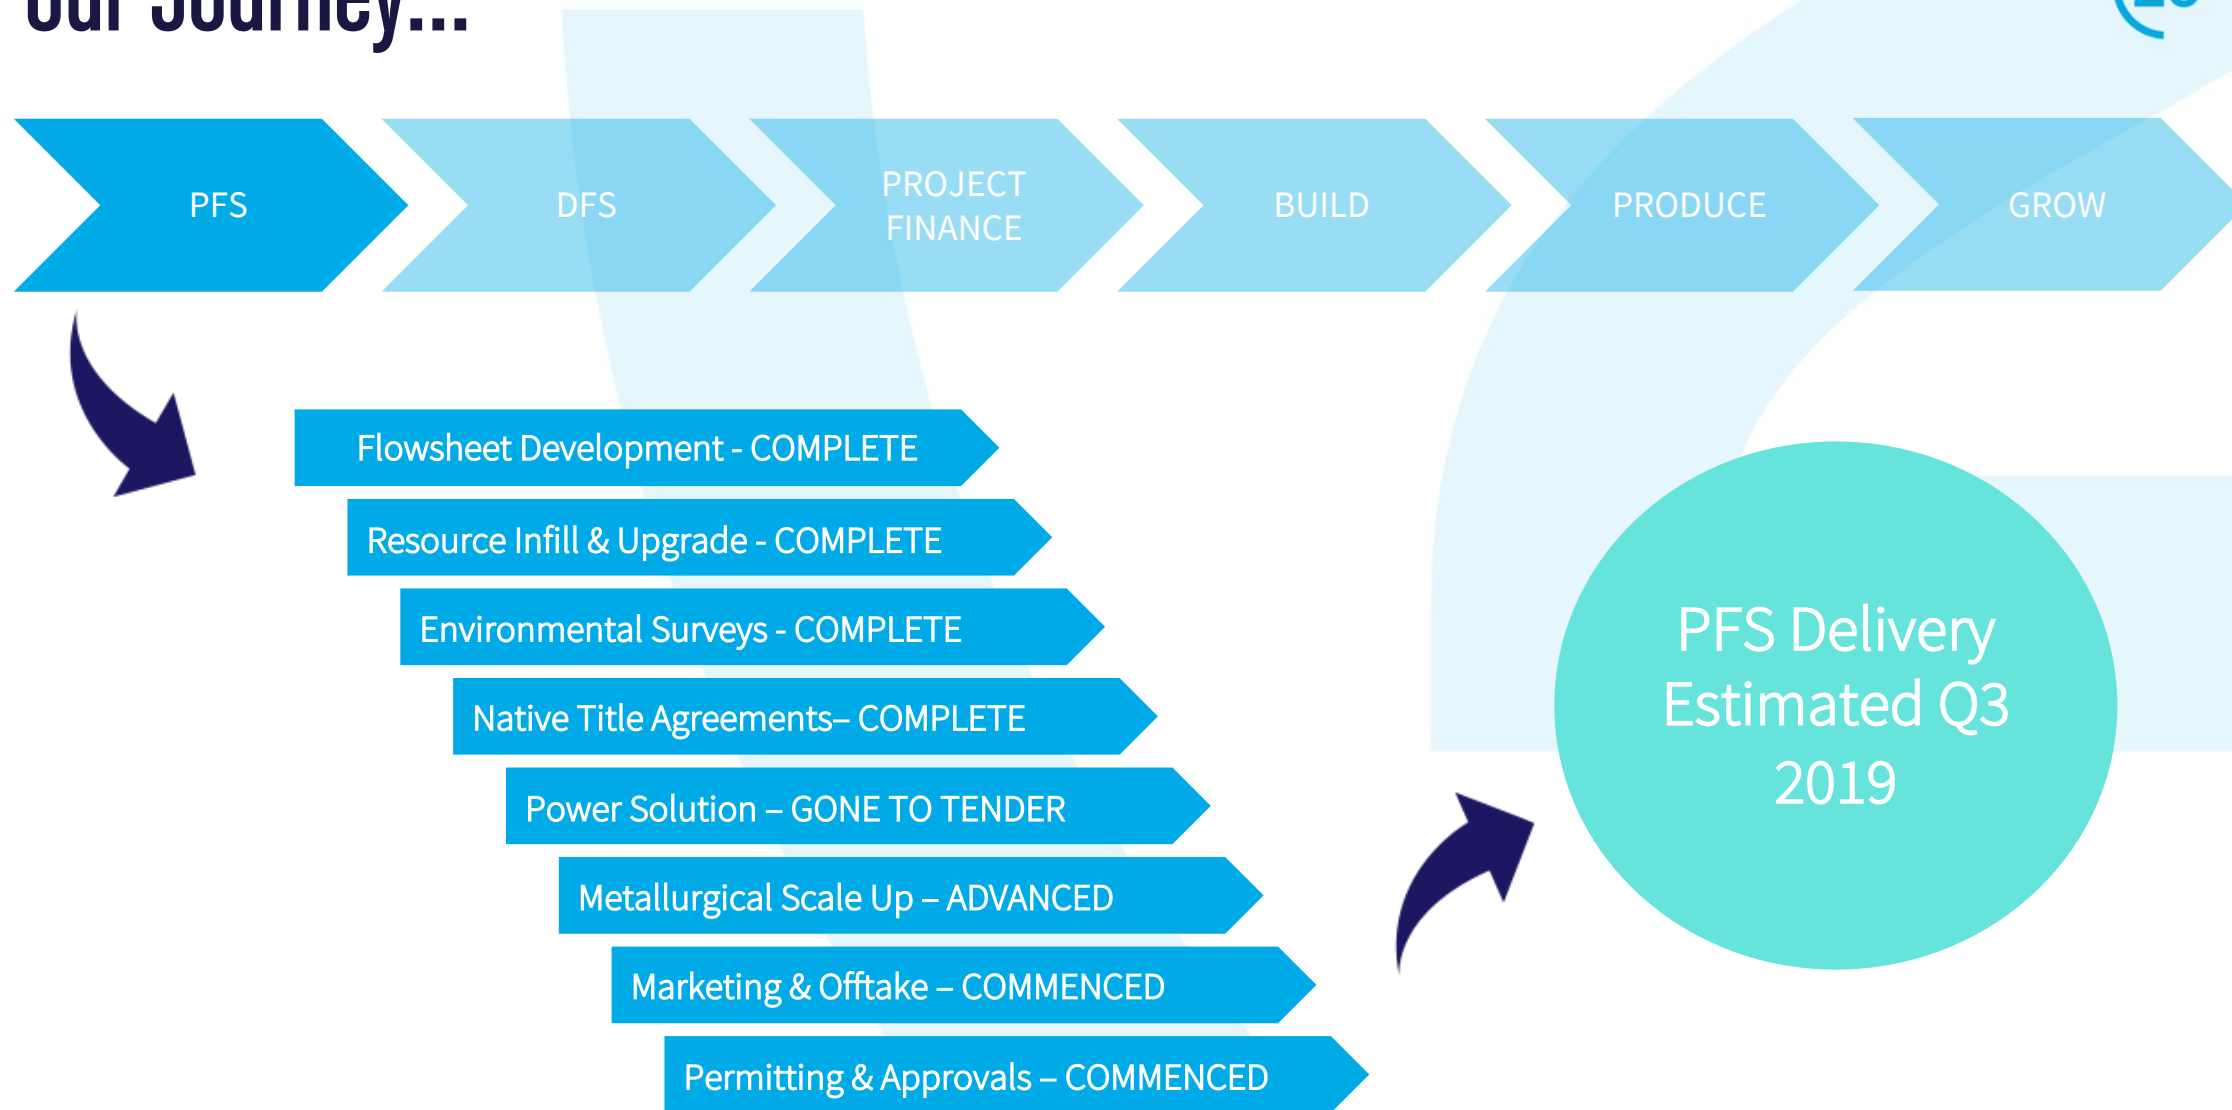 Our Journey...
PFS
DFS
PROJECT
FINANCE
BUILD
PRODUCE
GROW
Flowsheet Development - COMPLETE
Resource Infill & Upgrade - COMPLETE
Environmental Surveys - COMPLETE
Native Title Agreements– COMPLETE
Power Solution – GONE TO TENDER
Metallurgical Scale Up – ADVANCED
Marketing & Offtake – COMMENCED
Permitting & Approvals – COMMENCED
PFS Delivery
Estimated Q3
2019